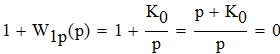 1 + W₁ₚ(p) = 1 + K₀/p = (p + K₀)/p = 0